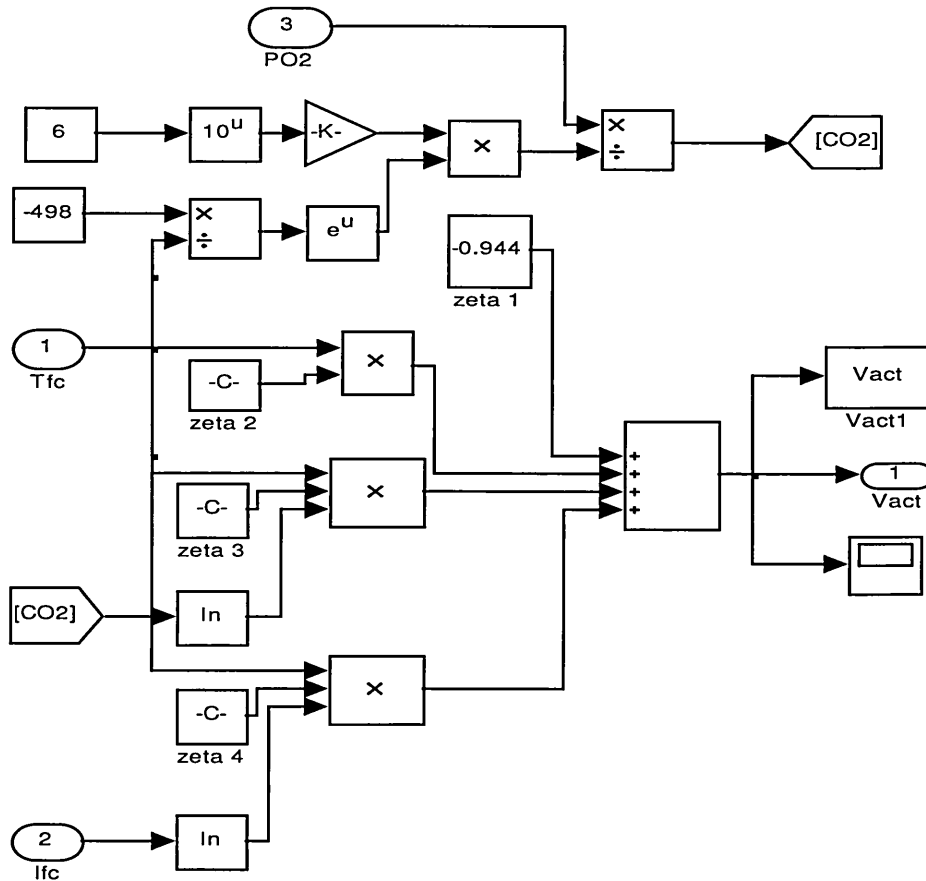 3
PO2
6
10^u
-K-
×
×
÷
[CO2]
-498
×
÷
e^u
-0.944
zeta 1
1
Tfc
×
-C-
zeta 2
Vact
Vact1
+
+
+
+
1
Vact
×
-C-
zeta 3
[CO2]
ln
×
-C-
zeta 4
2
Ifc
ln